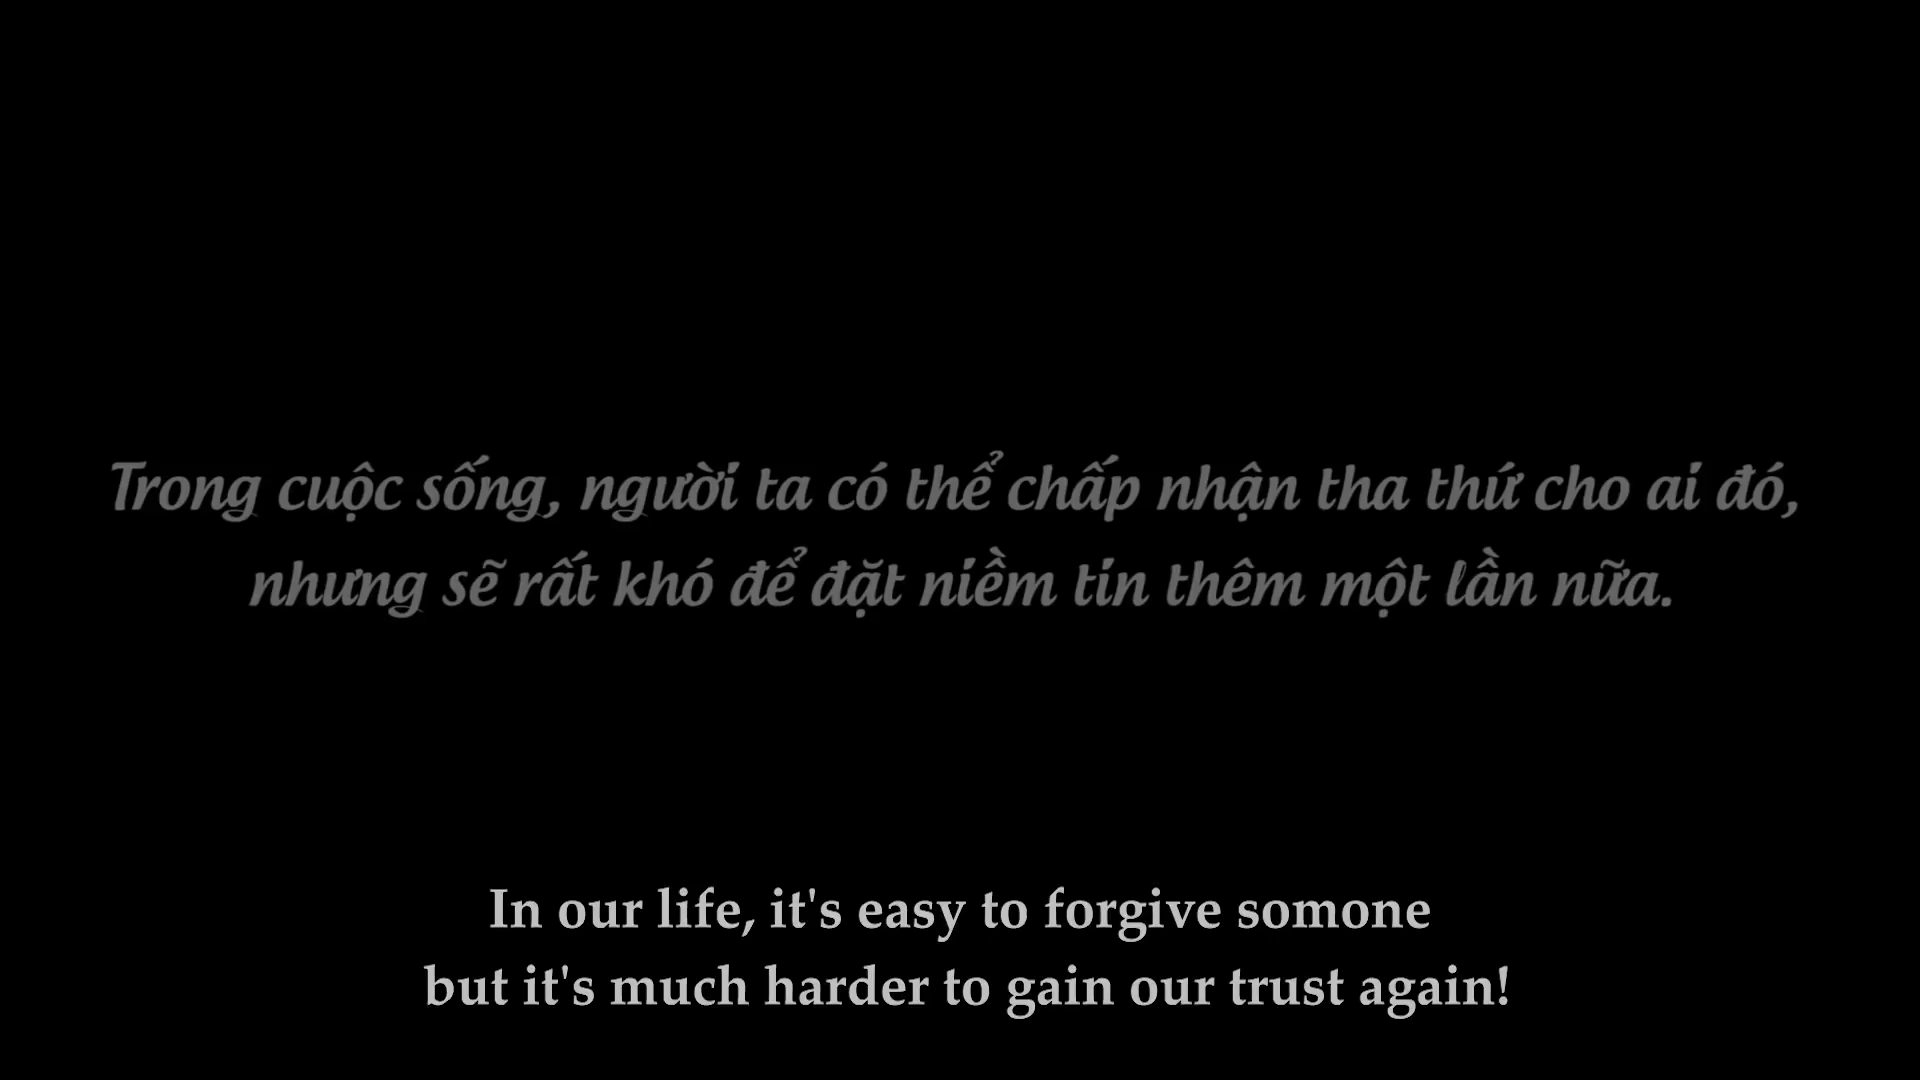 Trong cuộc sống, người ta có thể chấp nhận tha thứ cho ai đó,
nhưng sẽ rất khó để đặt niềm tin thêm một lần nữa.
In our life, it's easy to forgive somone
but it's much harder to gain our trust again!